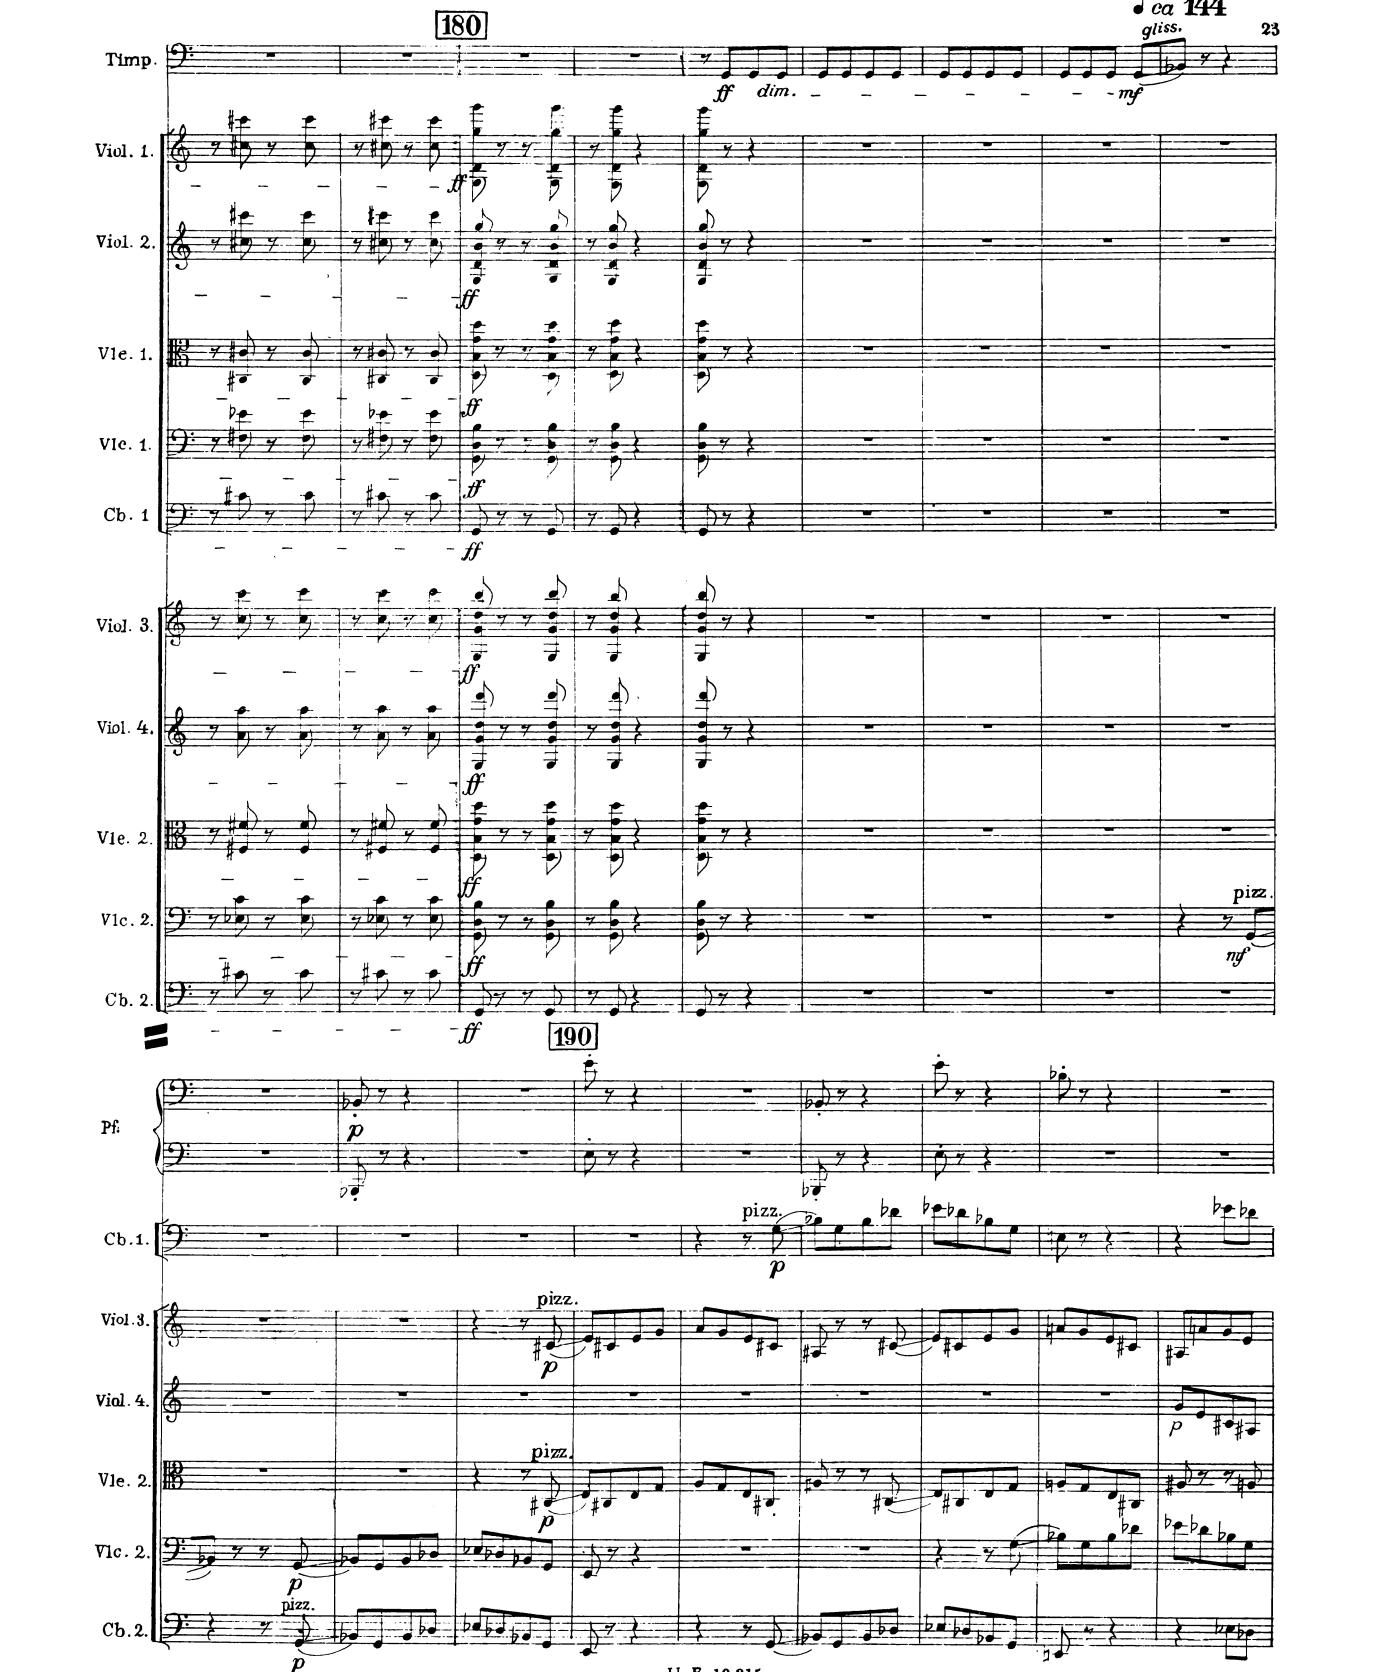 ♩ ca 144
180
gliss. 23
Timp.
ff dim. mf
Viol. 1.
ff
Viol. 2.
ff
Vle. 1.
ff
Vlc. 1.
ff
Cb. 1
ff
Viol. 3.
ff
Viol. 4.
ff
Vle. 2.
ff
pizz.
Vlc. 2.
ff mf
Cb. 2.
ff
190
Pf.
p
pizz.
Cb. 1.
p
pizz.
Viol. 3.
p
Viol. 4.
p
pizz.
Vle. 2.
p
Vlc. 2.
p
pizz.
Cb. 2.
p